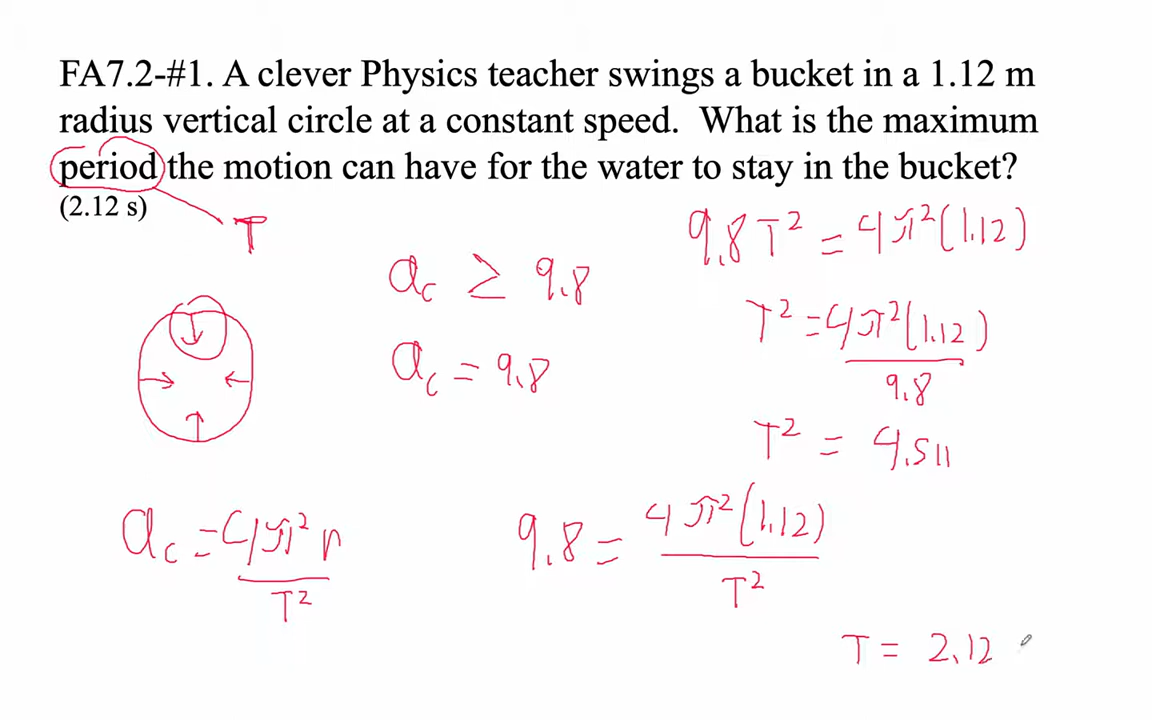 FA7.2-#1. A clever Physics teacher swings a bucket in a 1.12 m
radius vertical circle at a constant speed.  What is the maximum
period the motion can have for the water to stay in the bucket?
(2.12 s)
T
a_c ≥ 9.8
a_c = 9.8
a_c = 4π²r / T²
9.8 = 4π²(1.12) / T²
9.8T² = 4π²(1.12)
T² = 4π²(1.12) / 9.8
T² = 4.511
T = 2.12